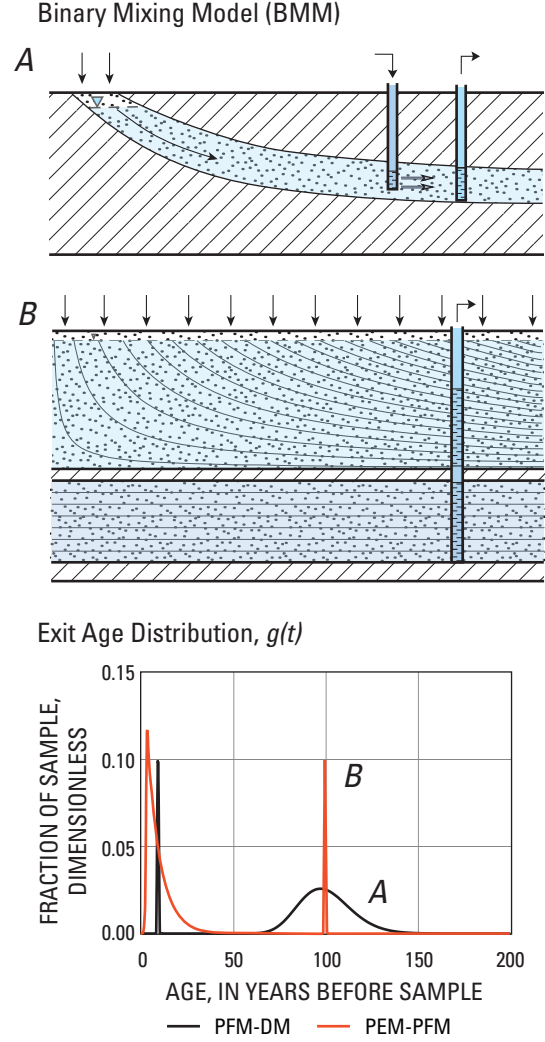 Binary Mixing Model (BMM)
A
B
Exit Age Distribution, g(t)
FRACTION OF SAMPLE,
DIMENSIONLESS
0.15
0.10
0.05
0.00
B
A
0 50 100 150 200
AGE, IN YEARS BEFORE SAMPLE
PFM-DM PEM-PFM